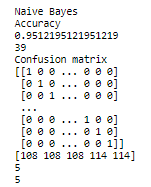 Naive Bayes
Accuracy
0.9512195121951219
39
Confusion matrix
[[1 0 0 ... 0 0 0]
[0 1 0 ... 0 0 0]
[0 0 1 ... 0 0 0]
...
[0 0 0 ... 1 0 0]
[0 0 0 ... 0 1 0]
[0 0 0 ... 0 0 1]]
[108 108 108 114 114]
5
5